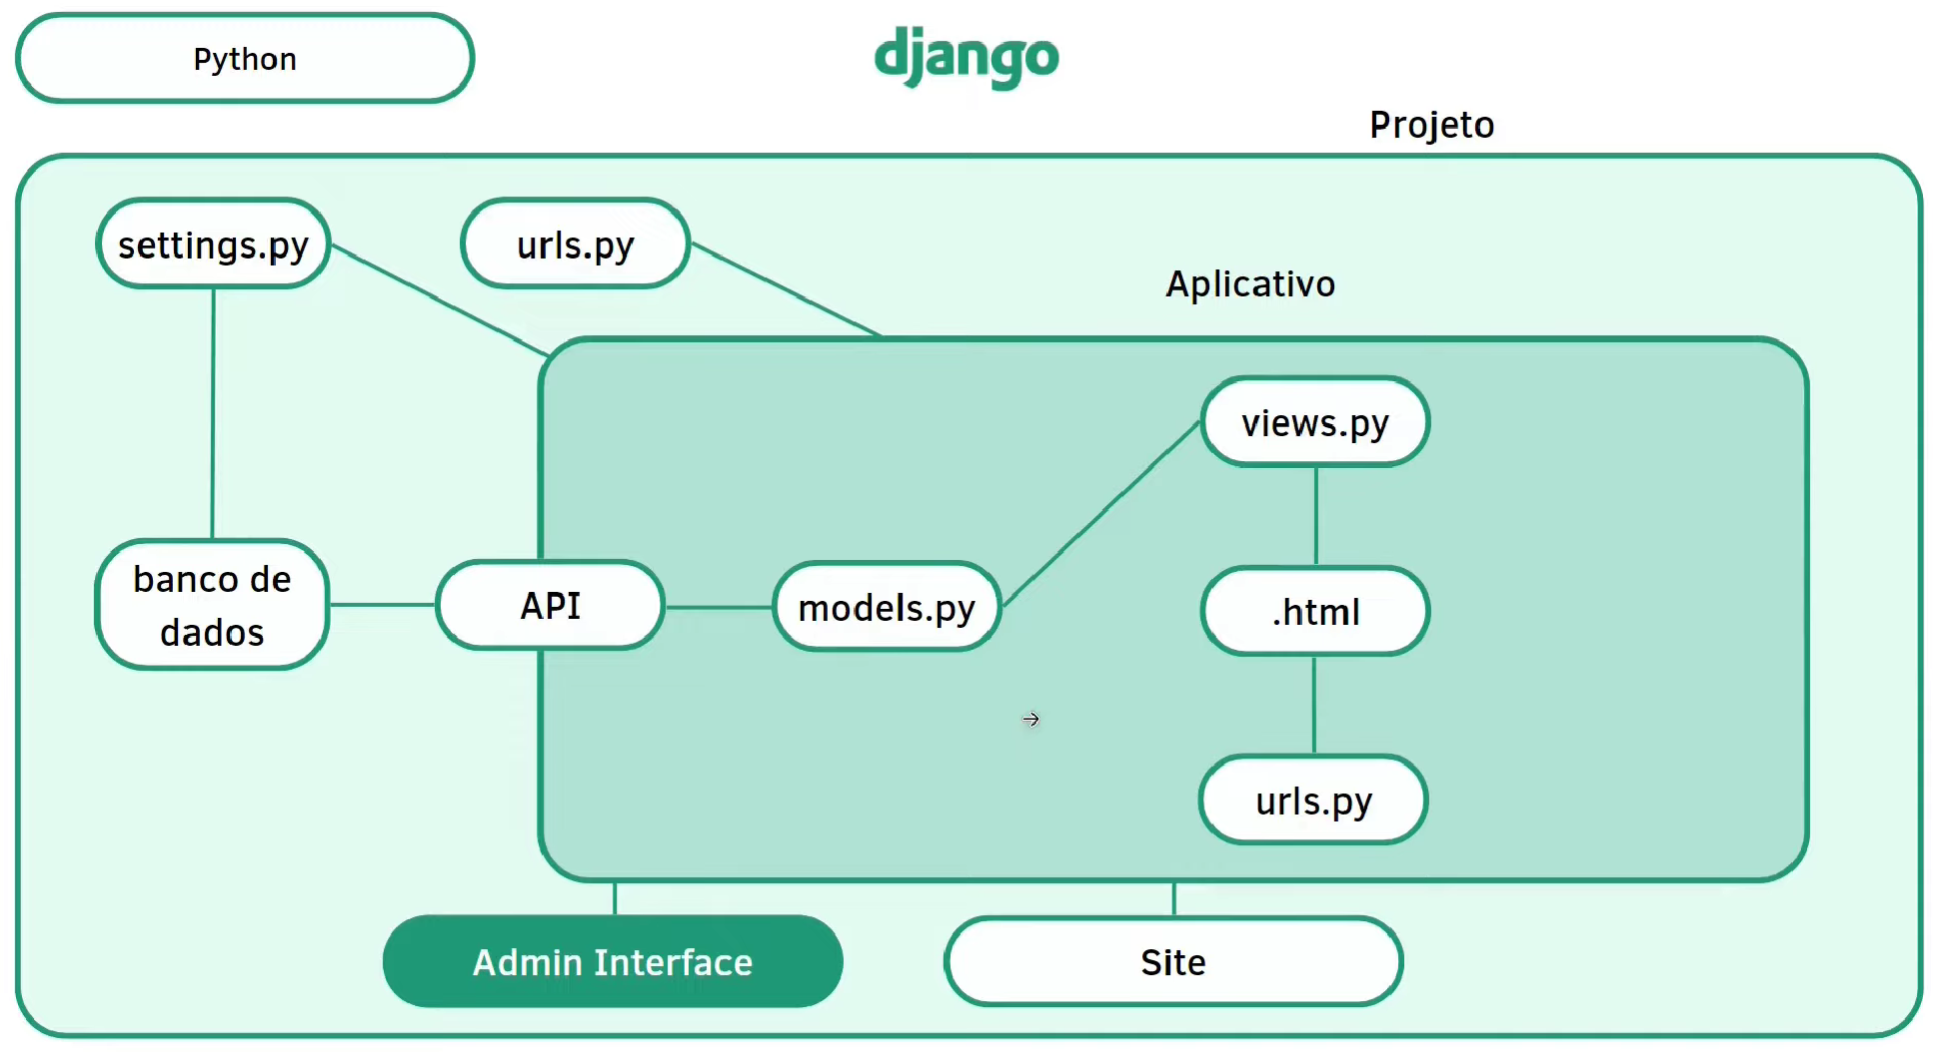 Python
django
Projeto
settings.py
urls.py
Aplicativo
views.py
banco de
dados
API
models.py
.html
urls.py
Admin Interface
Site